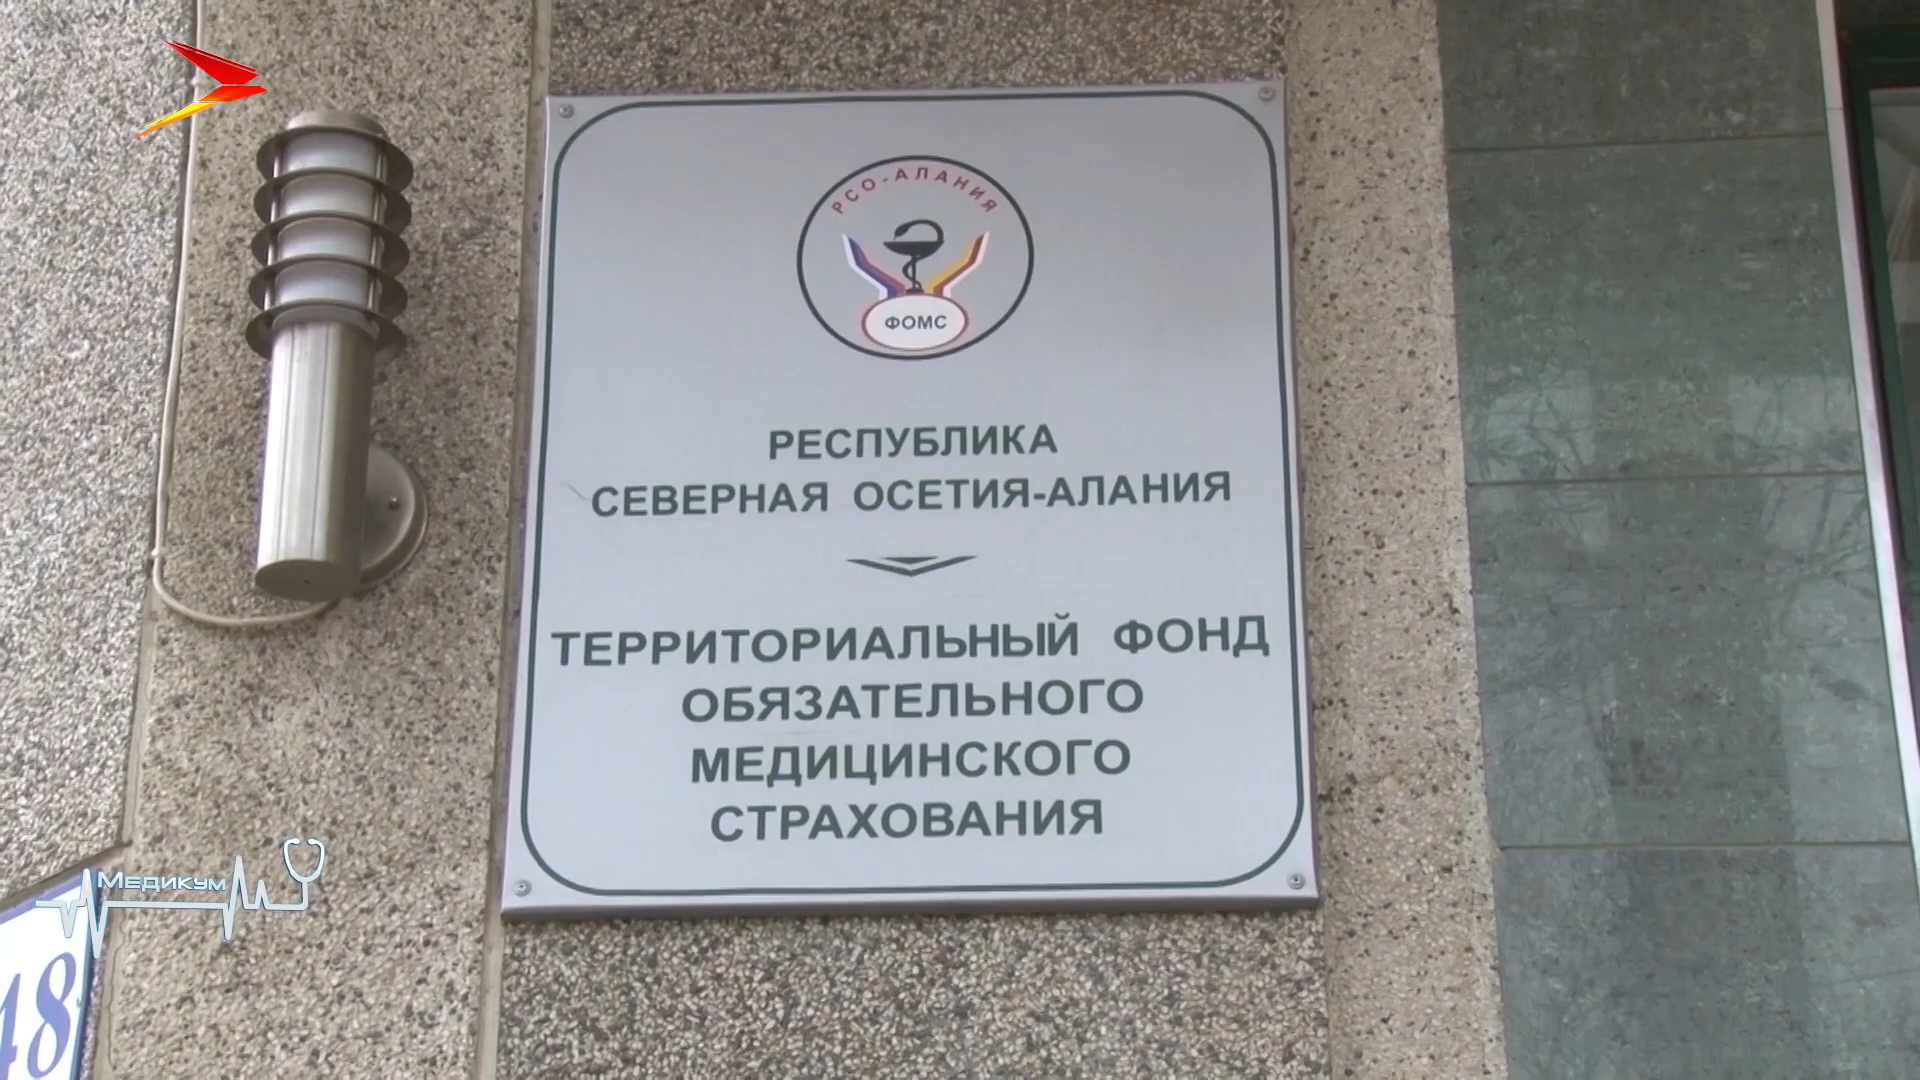 РСО-АЛАНИЯ
ФОМС
РЕСПУБЛИКА
СЕВЕРНАЯ ОСЕТИЯ-АЛАНИЯ
ТЕРРИТОРИАЛЬНЫЙ ФОНД
ОБЯЗАТЕЛЬНОГО
МЕДИЦИНСКОГО
СТРАХОВАНИЯ
Медикум
48